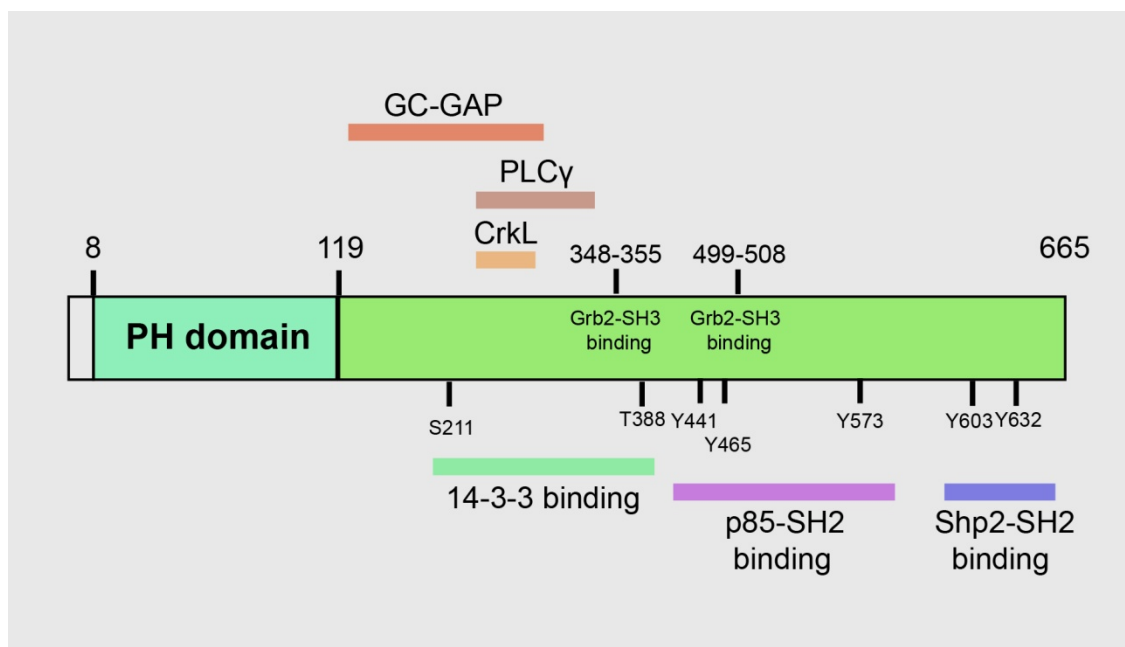 GC-GAP
PLCγ
CrkL
8
119
348-355
499-508
665
PH domain
Grb2-SH3
binding
Grb2-SH3
binding
S211
T388
Y441
Y465
Y573
Y603
Y632
14-3-3 binding
p85-SH2
binding
Shp2-SH2
binding